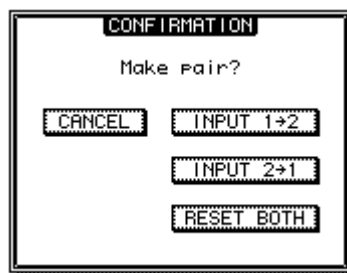 CONFIRMATION
Make pair?
CANCEL
INPUT 1→2
INPUT 2→1
RESET BOTH